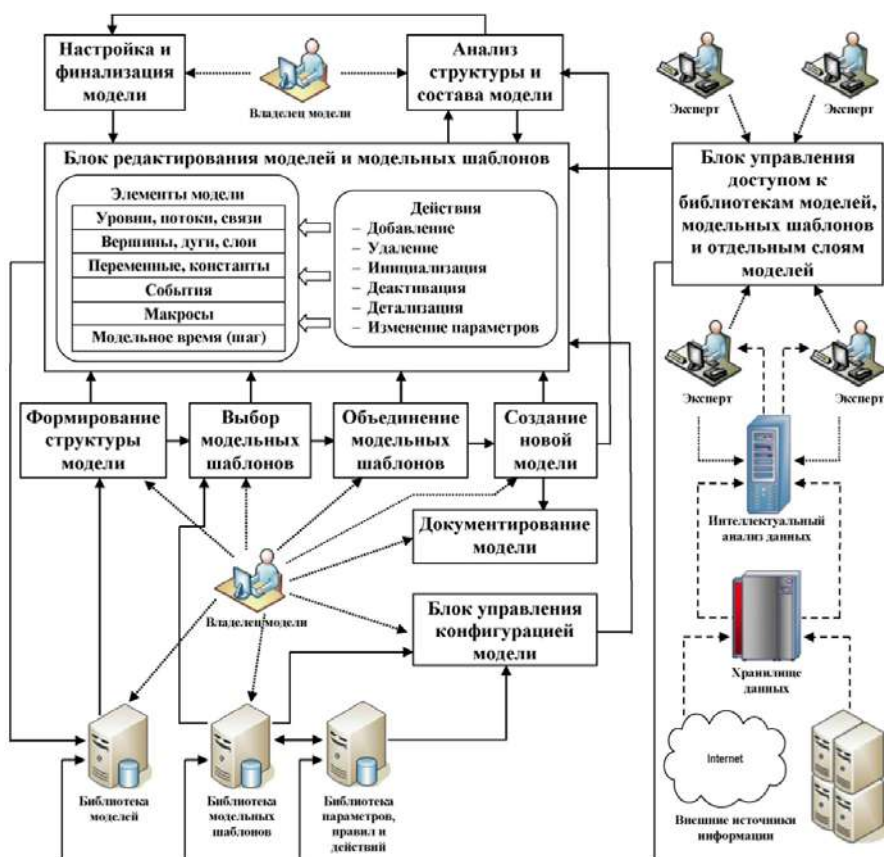 Настройка и
финализация
модели
Владелец модели
Анализ
структуры и
состава модели
Эксперт
Эксперт
Блок редактирования моделей и модельных шаблонов
Элементы модели
Уровни, потоки, связи
Вершины, дуги, слои
Переменные, константы
События
Макросы
Модельное время (шаг)
Действия
– Добавление
– Удаление
– Инициализация
– Деактивация
– Детализация
– Изменение параметров
Блок управления
доступом к
библиотекам моделей,
модельных шаблонов
и отдельным слоям
моделей
Эксперт
Эксперт
Формирование
структуры
модели
Выбор
модельных
шаблонов
Объединение
модельных
шаблонов
Создание
новой
модели
Документирование
модели
Интеллектуальный
анализ данных
Владелец модели
Блок управления
конфигурацией
модели
Хранилище
данных
Internet
Внешние источники
информации
Библиотека
моделей
Библиотека
модельных
шаблонов
Библиотека
параметров,
правил и
действий